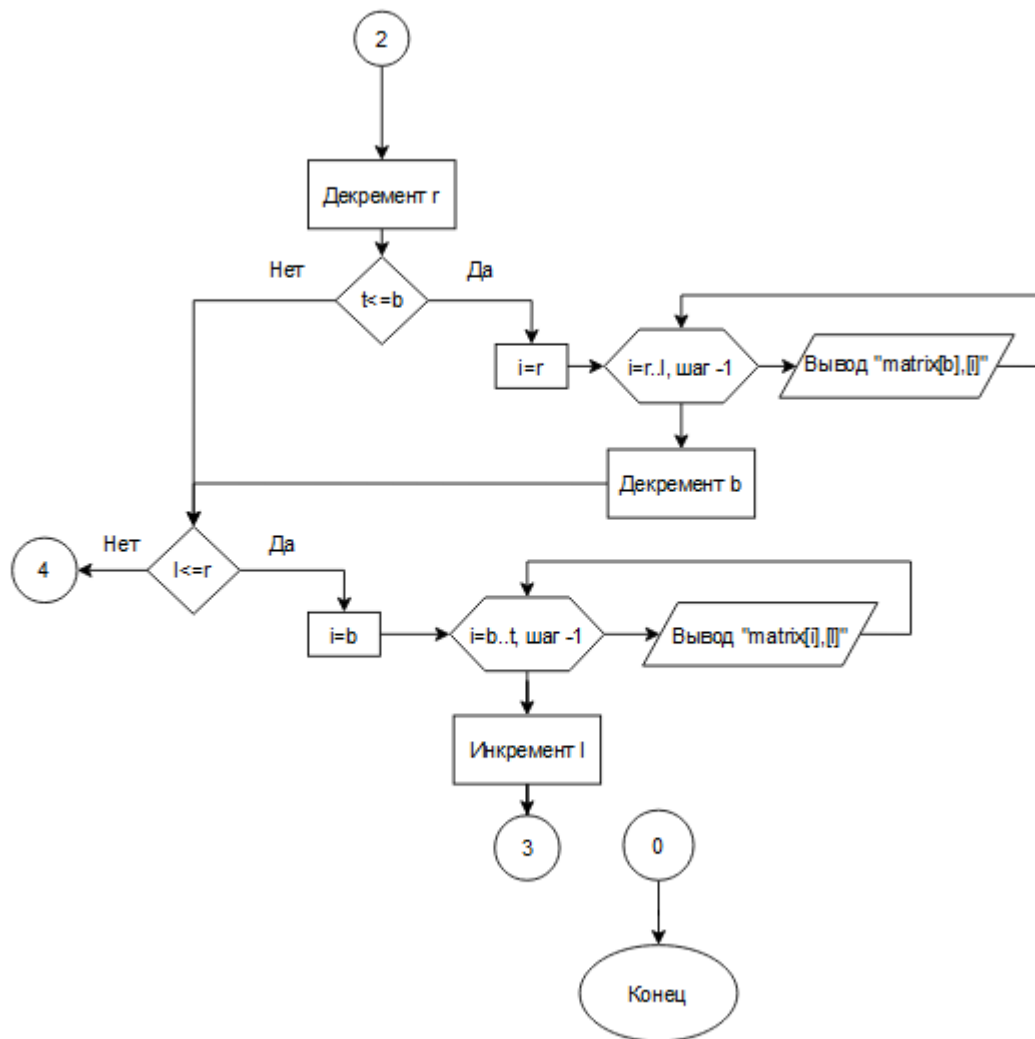 2
Декремент r
Нет
Да
t<=b
i=r
i=r..l, шаг -1
Вывод "matrix[b],[i]"
Декремент b
4
Нет
Да
l<=r
i=b
i=b..t, шаг -1
Вывод "matrix[i],[l]"
Инкремент l
3
0
Конец